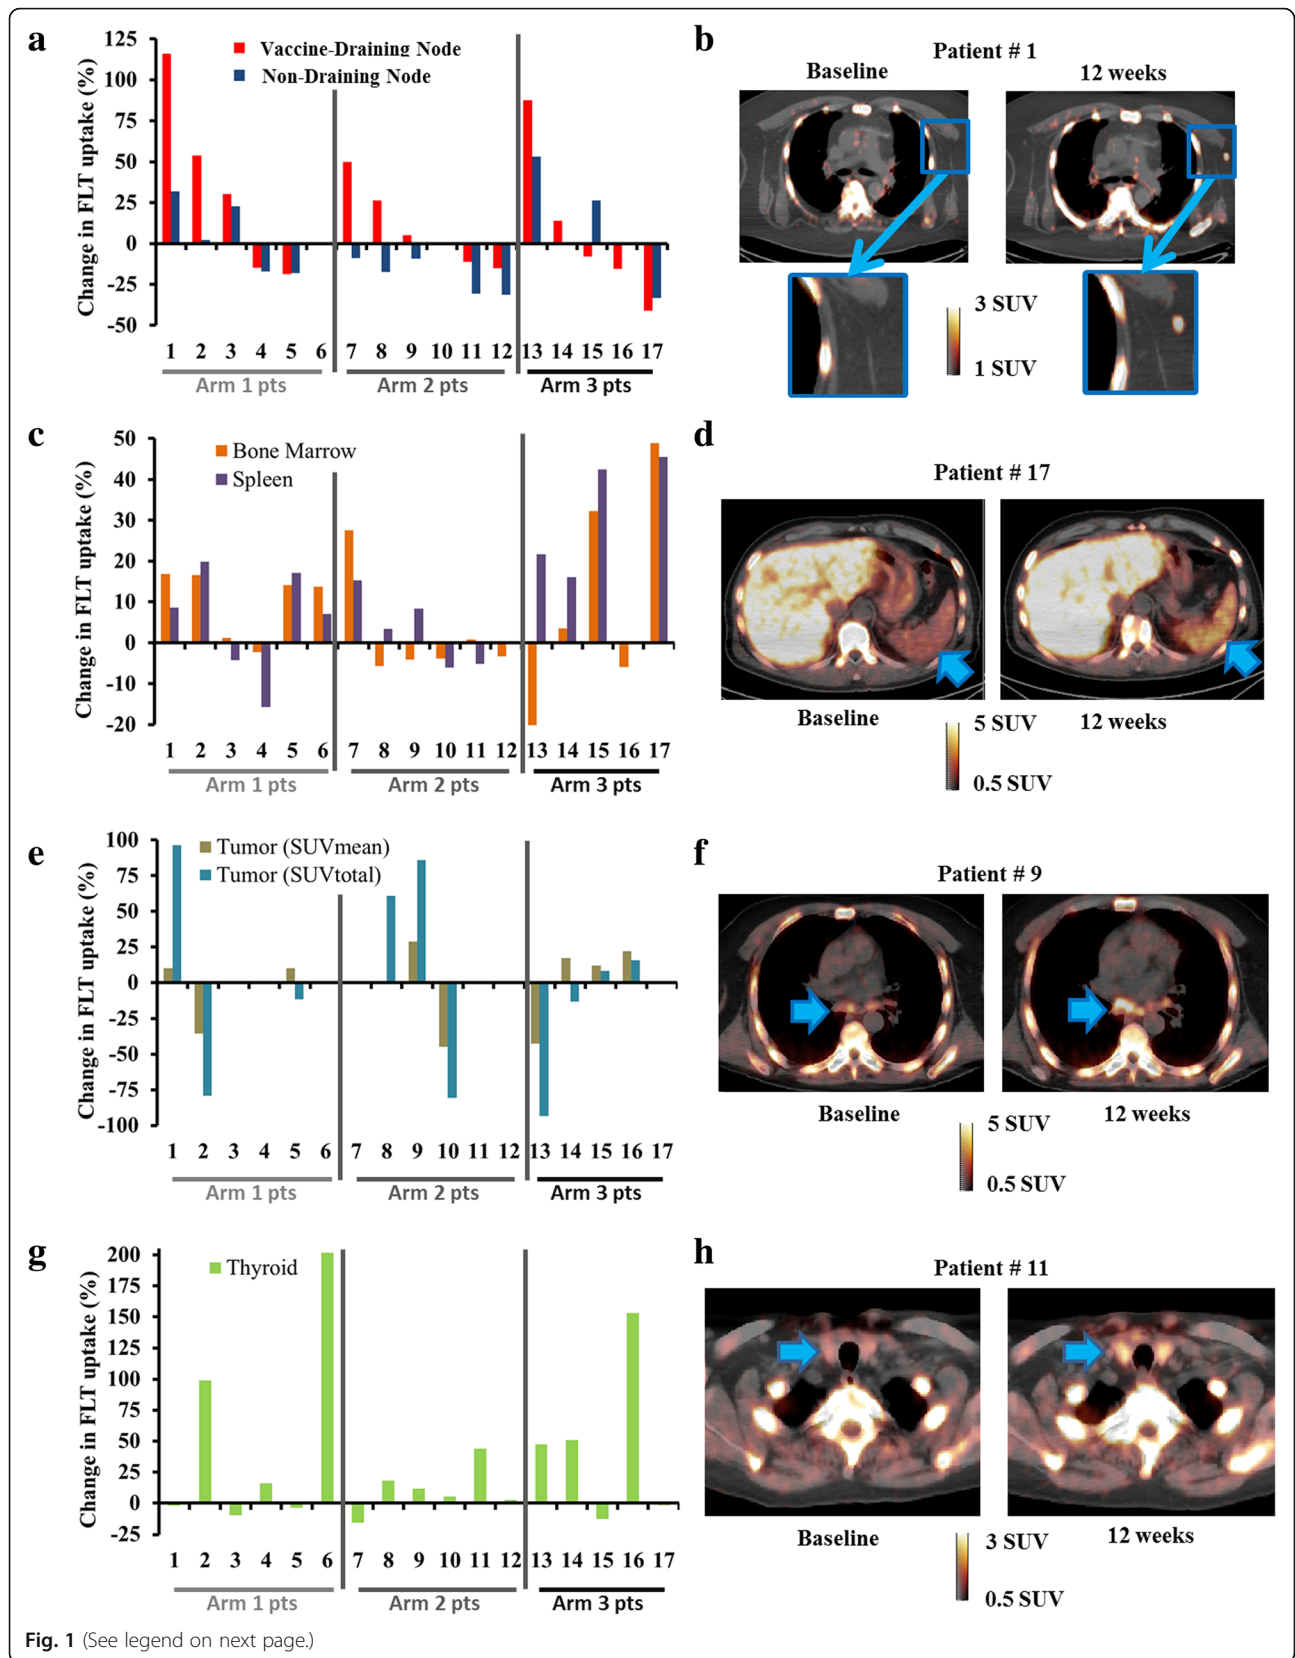 a
125
100
75
50
25
0
-25
-50
Change in FLT uptake (%)
Vaccine-Draining Node
Non-Draining Node
1 2 3 4 5 6 7 8 9 10 11 12 13 14 15 16 17
Arm 1 pts Arm 2 pts Arm 3 pts
b
Patient # 1
Baseline 12 weeks
3 SUV
1 SUV
c
50
40
30
20
10
0
-10
-20
Change in FLT uptake (%)
Bone Marrow
Spleen
1 2 3 4 5 6 7 8 9 10 11 12 13 14 15 16 17
Arm 1 pts Arm 2 pts Arm 3 pts
d
Patient # 17
Baseline 12 weeks
5 SUV
0.5 SUV
e
100
75
50
25
0
-25
-50
-75
-100
Change in FLT uptake (%)
Tumor (SUVmean)
Tumor (SUVtotal)
1 2 3 4 5 6 7 8 9 10 11 12 13 14 15 16 17
Arm 1 pts Arm 2 pts Arm 3 pts
f
Patient # 9
Baseline 12 weeks
5 SUV
0.5 SUV
g
200
175
150
125
100
75
50
25
0
-25
Change in FLT uptake (%)
Thyroid
1 2 3 4 5 6 7 8 9 10 11 12 13 14 15 16 17
Arm 1 pts Arm 2 pts Arm 3 pts
h
Patient # 11
Baseline 12 weeks
3 SUV
0.5 SUV
Fig. 1 (See legend on next page.)